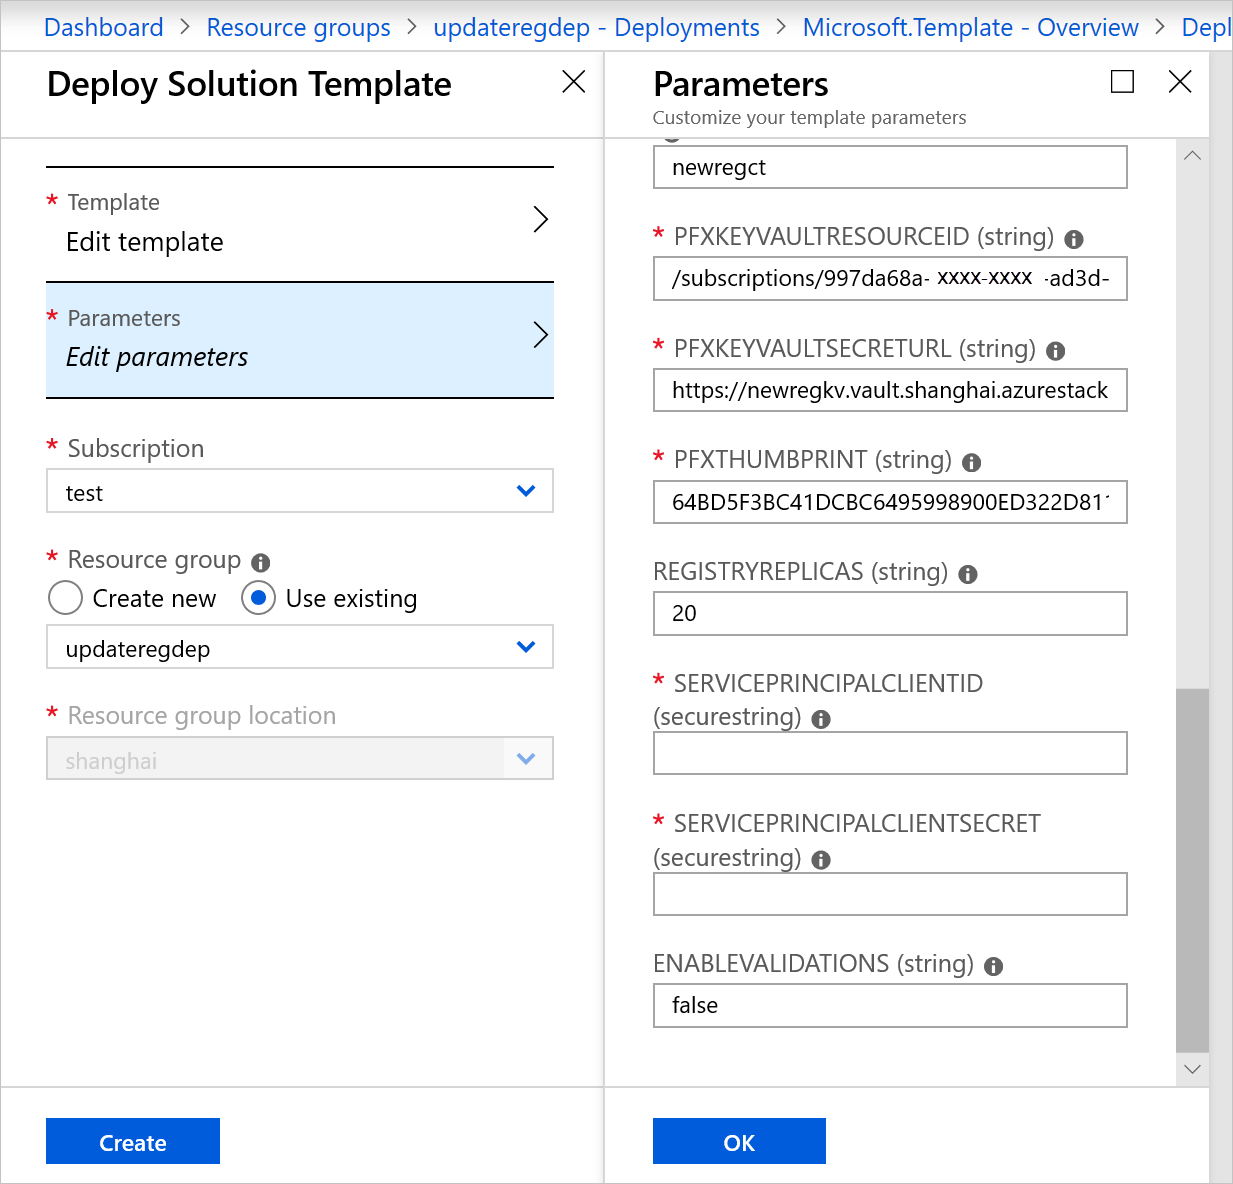 Dashboard > Resource groups > updateregdep - Deployments > Microsoft.Template - Overview > Depl
Deploy Solution Template
* Template
Edit template
* Parameters
Edit parameters
* Subscription
test
* Resource group
Create new Use existing
updateregdep
* Resource group location
shanghai
Create
Parameters
Customize your template parameters
newregct
* PFXKEYVAULTRESOURCEID (string)
/subscriptions/997da68a- xxxx-xxxx -ad3d-
* PFXKEYVAULTSECRETURL (string)
https://newregkv.vault.shanghai.azurestack
* PFXTHUMBPRINT (string)
64BD5F3BC41DCBC6495998900ED322D811
REGISTRYREPLICAS (string)
20
* SERVICEPRINCIPALCLIENTID
(securestring)
* SERVICEPRINCIPALCLIENTSECRET
(securestring)
ENABLEVALIDATIONS (string)
false
OK